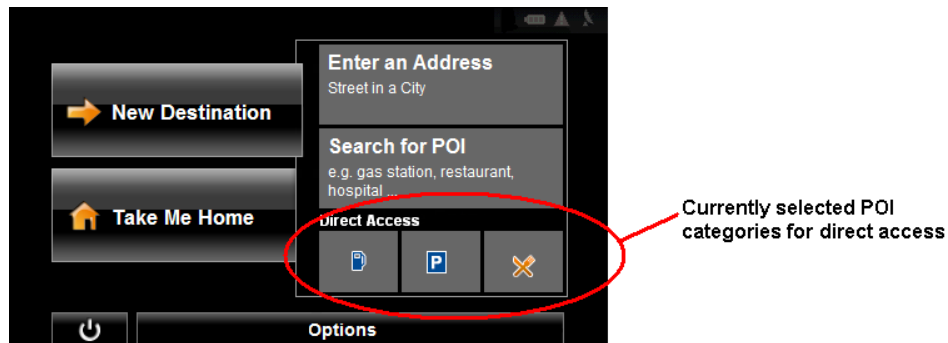 Enter an Address
Street in a City
New Destination
Search for POI
e.g. gas station, restaurant,
hospital ...
Take Me Home
Direct Access
P
Currently selected POI
categories for direct access
Options